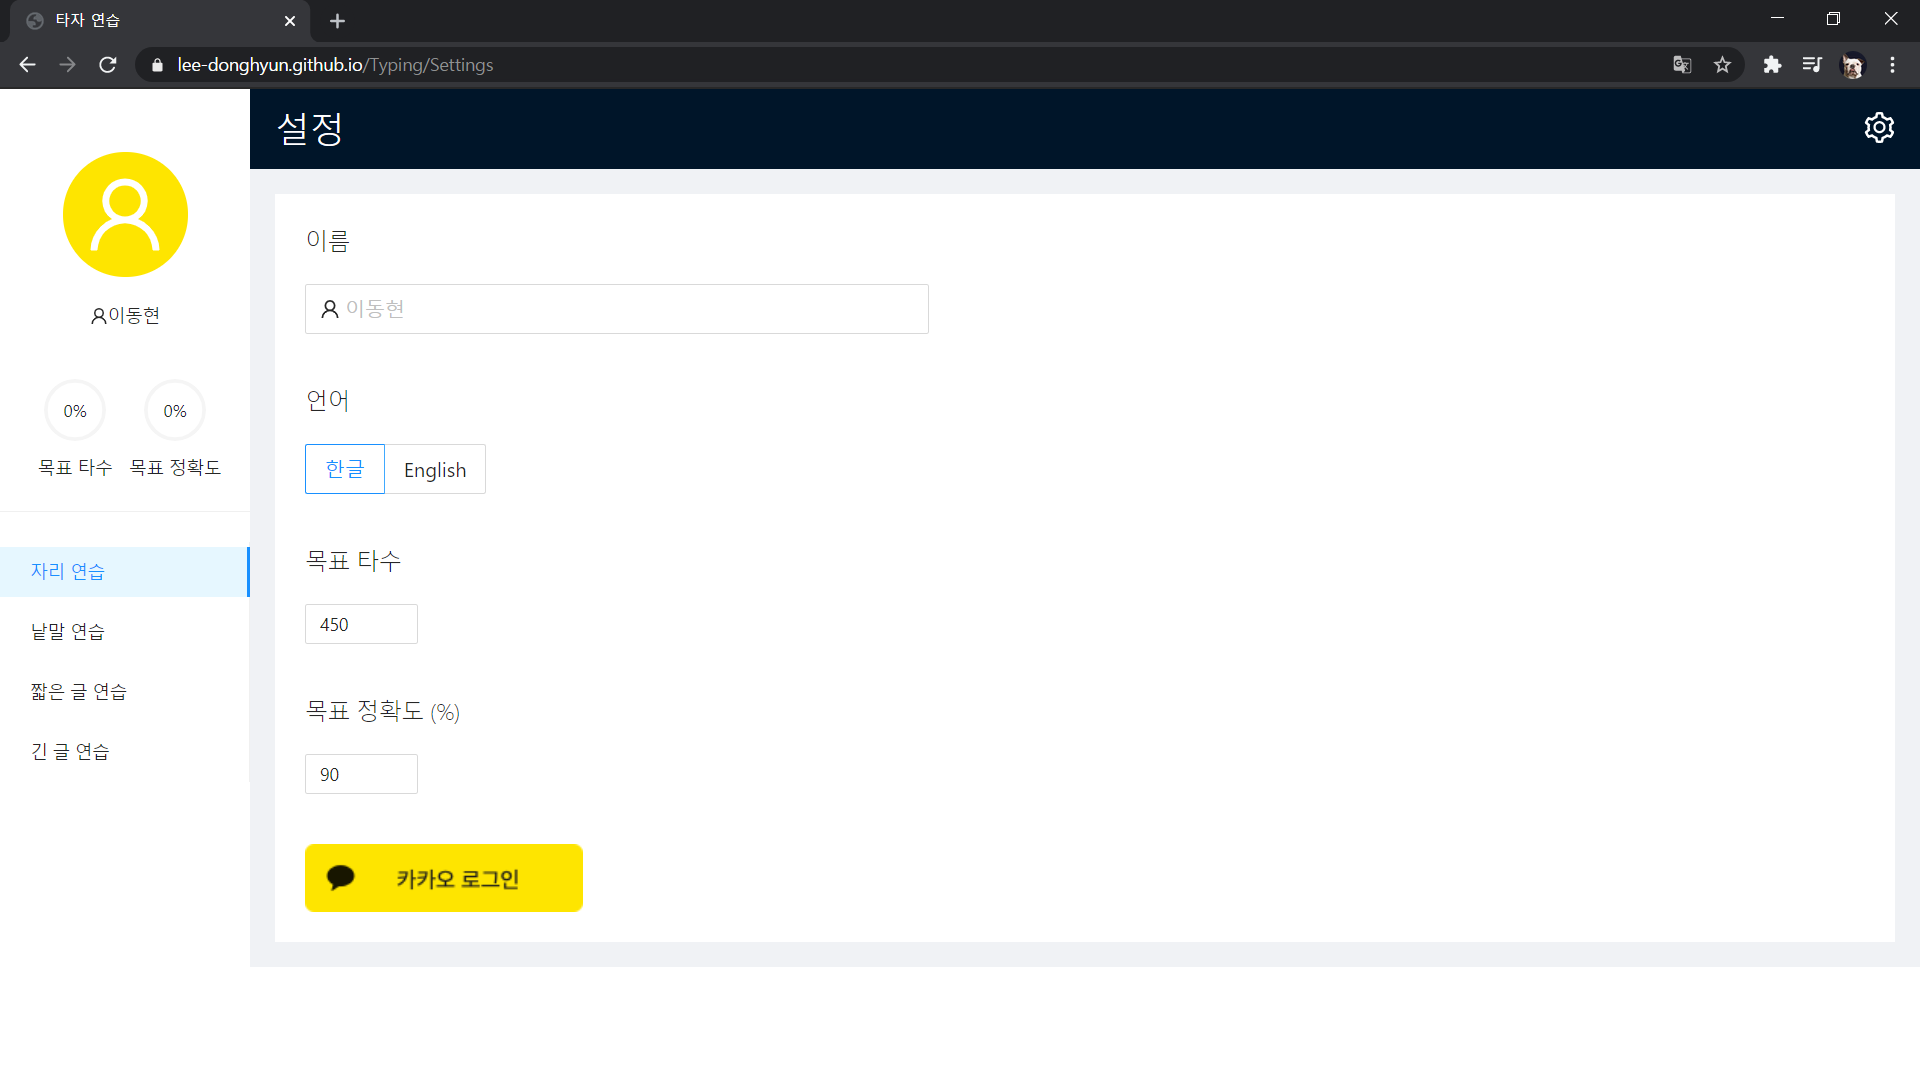 타자 연습
lee-donghyun.github.io/Typing/Settings
설정
이동현
0%
0%
목표 타수
목표 정확도
자리 연습
낱말 연습
짧은 글 연습
긴 글 연습
이름
이동현
언어
한글
English
목표 타수
450
목표 정확도 (%)
90
카카오 로그인